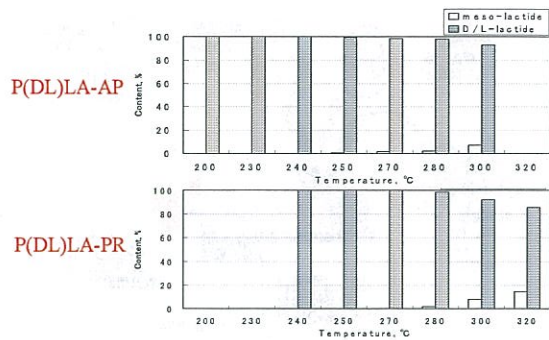 meso-lactide
D/L-lactide
P(DL)LA-AP
Content, %
100
80
60
40
20
0
200 230 240 250 270 280 300 320
Temperature, °C
P(DL)LA-PR
Content, %
100
80
60
40
20
0
200 230 240 250 270 280 300 320
Temperature, °C